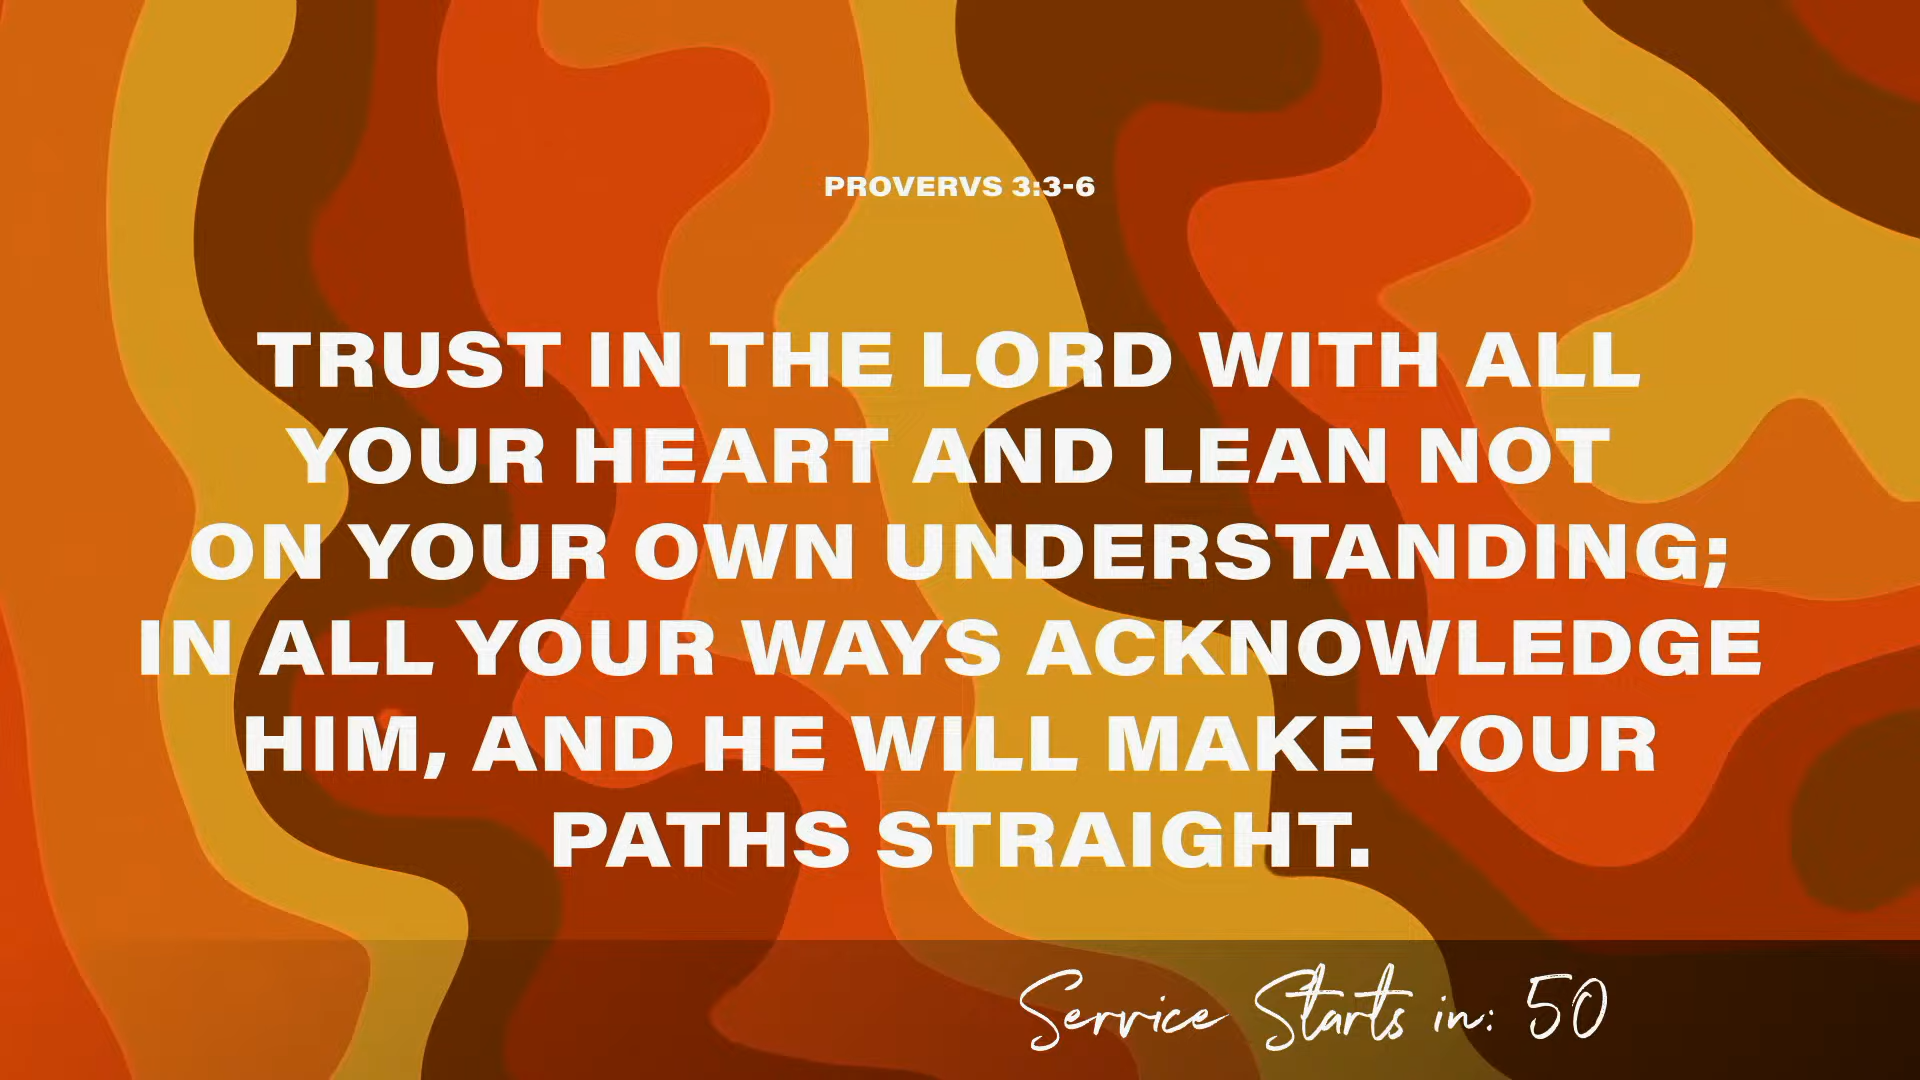 PROVERVS 3:3-6
TRUST IN THE LORD WITH ALL
YOUR HEART AND LEAN NOT
ON YOUR OWN UNDERSTANDING;
IN ALL YOUR WAYS ACKNOWLEDGE
HIM, AND HE WILL MAKE YOUR
PATHS STRAIGHT.
Service Starts in: 50